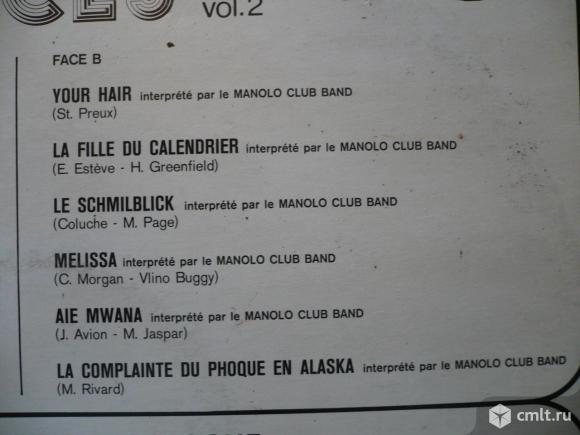 vol.2
FACE B
YOUR HAIR interprété par le MANOLO CLUB BAND
(St. Preux)
LA FILLE DU CALENDRIER interprété par le MANOLO CLUB BAND
(E. Estève - H. Greenfield)
LE SCHMILBLICK interprété par le MANOLO CLUB BAND
(Coluche - M. Page)
MELISSA interprété par le MANOLO CLUB BAND
(C. Morgan - Vlino Buggy)
AIE MWANA interprété par le MANOLO CLUB BAND
(J. Avion - M. Jaspar)
LA COMPLAINTE DU PHOQUE EN ALASKA interprété par le MANOLO CLUB BAND
(M. Rivard)
cmlt.ru